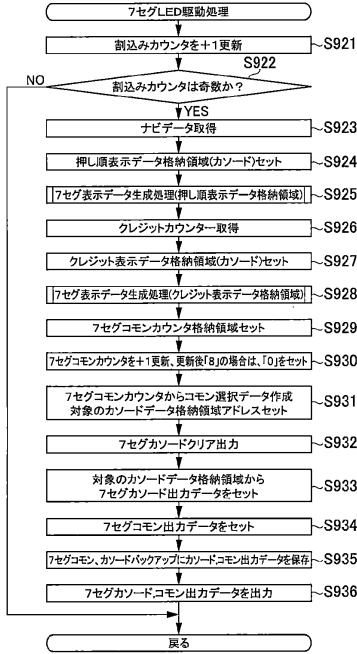 7セグLED駆動処理
割込みカウンタを+1更新
S921
S922
割込みカウンタは奇数か?
NO
YES
ナビデータ取得
S923
押し順表示データ格納領域(カソード)セット
S924
7セグ表示データ生成処理(押し順表示データ格納領域)
S925
クレジットカウンター取得
S926
クレジット表示データ格納領域(カソード)セット
S927
7セグ表示データ生成処理(クレジット表示データ格納領域)
S928
7セグコモンカウンタ格納領域セット
S929
7セグコモンカウンタを+1更新、更新後「8」の場合は、「0」をセット
S930
7セグコモンカウンタからコモン選択データ作成
対象のカソードデータ格納領域アドレスセット
S931
7セグカソードクリア出力
S932
対象のカソードデータ格納領域から
7セグカソード出力データをセット
S933
7セグコモン出力データをセット
S934
7セグコモン、カソードバックアップにカソード,コモン出力データを保存
S935
7セグカソード,コモン出力データを出力
S936
戻る